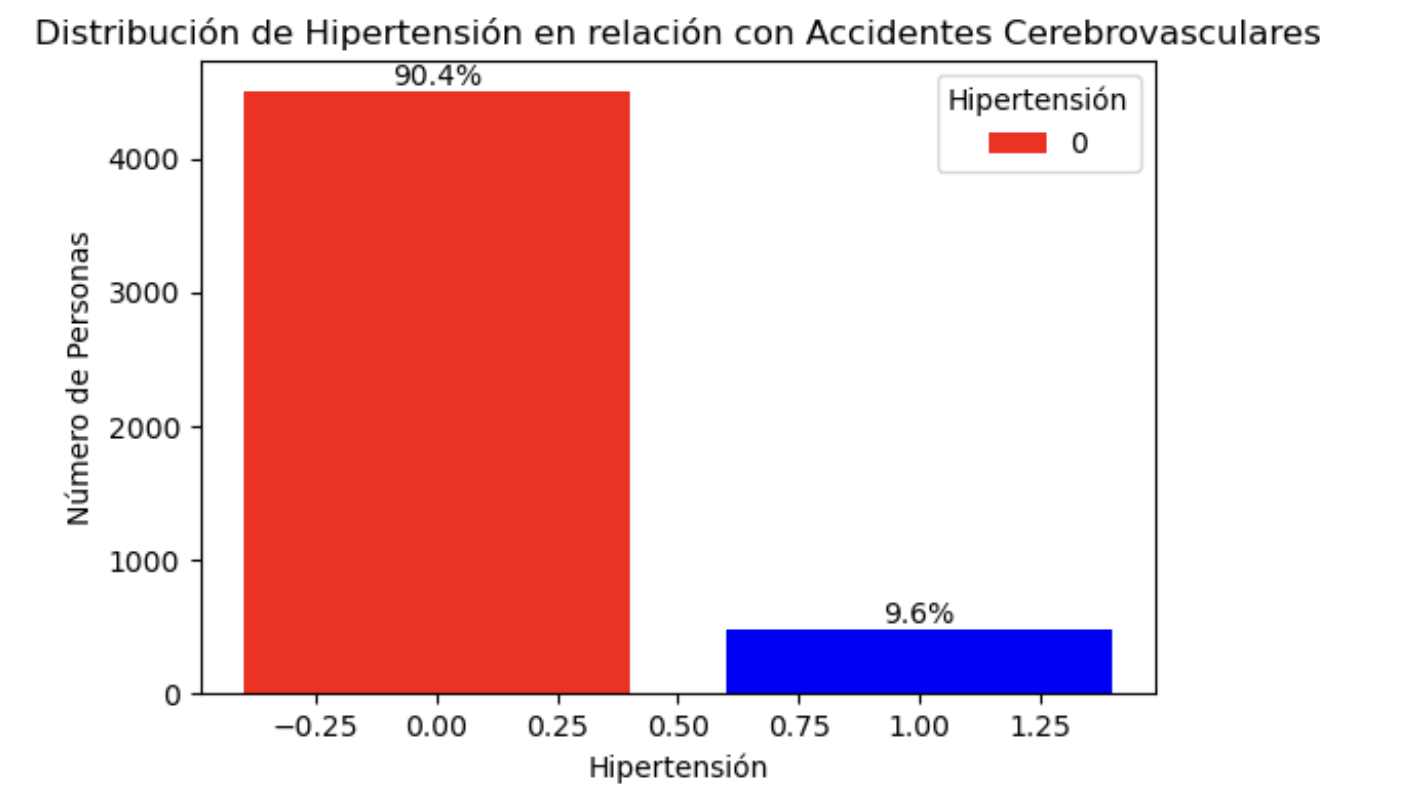 Distribución de Hipertensión en relación con Accidentes Cerebrovasculares
90.4%
Hipertensión
0
4000
3000
2000
1000
0
Número de Personas
9.6%
−0.25 0.00 0.25 0.50 0.75 1.00 1.25
Hipertensión